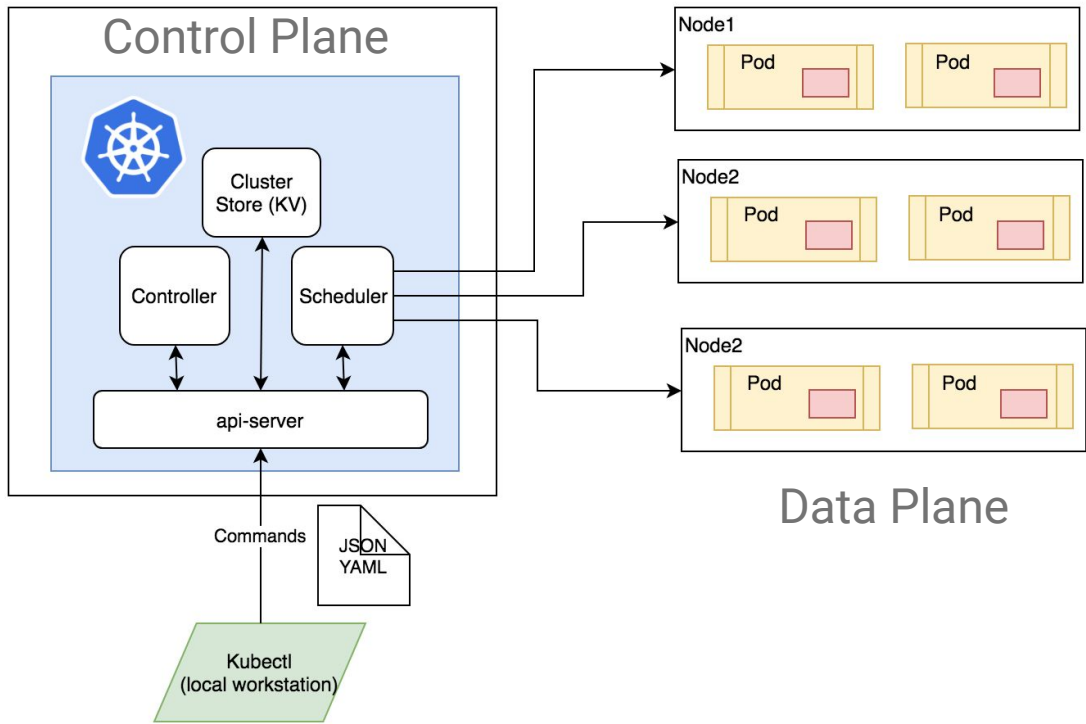 Control Plane
Cluster
Store (KV)
Controller
Scheduler
api-server
Commands
JSON
YAML
Kubectl
(local workstation)
Node1
Pod
Pod
Node2
Pod
Pod
Node2
Pod
Pod
Data Plane